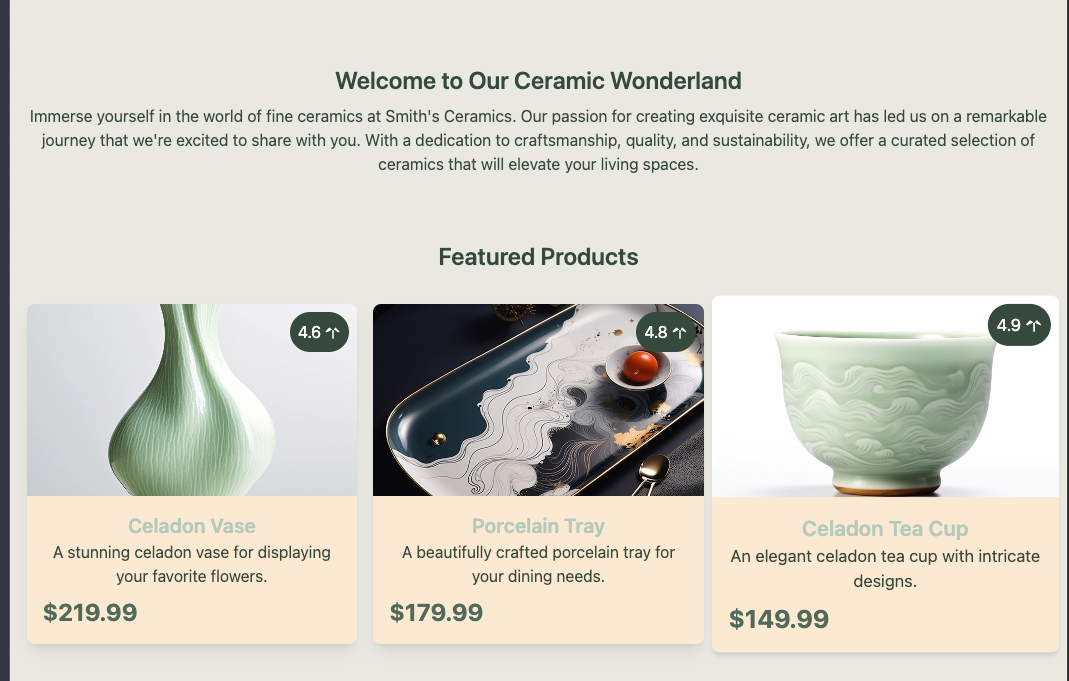 Welcome to Our Ceramic Wonderland
Immerse yourself in the world of fine ceramics at Smith's Ceramics. Our passion for creating exquisite ceramic art has led us on a remarkable
journey that we're excited to share with you. With a dedication to craftsmanship, quality, and sustainability, we offer a curated selection of
ceramics that will elevate your living spaces.
Featured Products
4.6
4.8
4.9
Celadon Vase
A stunning celadon vase for displaying
your favorite flowers.
$219.99
Porcelain Tray
A beautifully crafted porcelain tray for
your dining needs.
$179.99
Celadon Tea Cup
An elegant celadon tea cup with intricate
designs.
$149.99